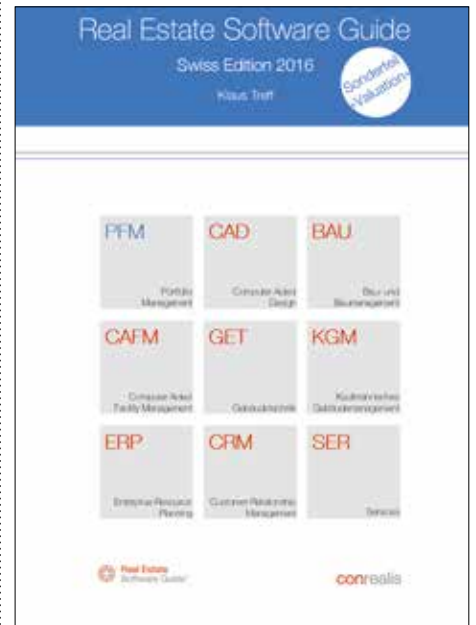 Real Estate Software Guide
Swiss Edition 2016
Klaus Treff
Sonderteil
«Valuation»
PFM
Portfolio
Management
CAD
Computer Aided
Design
BAU
Bau- und
Baumanagement
CAFM
Computer Aided
Facility Management
GET
Gebäudetechnik
KGM
Kaufmännisches
Gebäudemanagement
ERP
Enterprise Resource
Planning
CRM
Customer Relationship
Management
SER
Services
Real Estate
Software Guide
conrealis